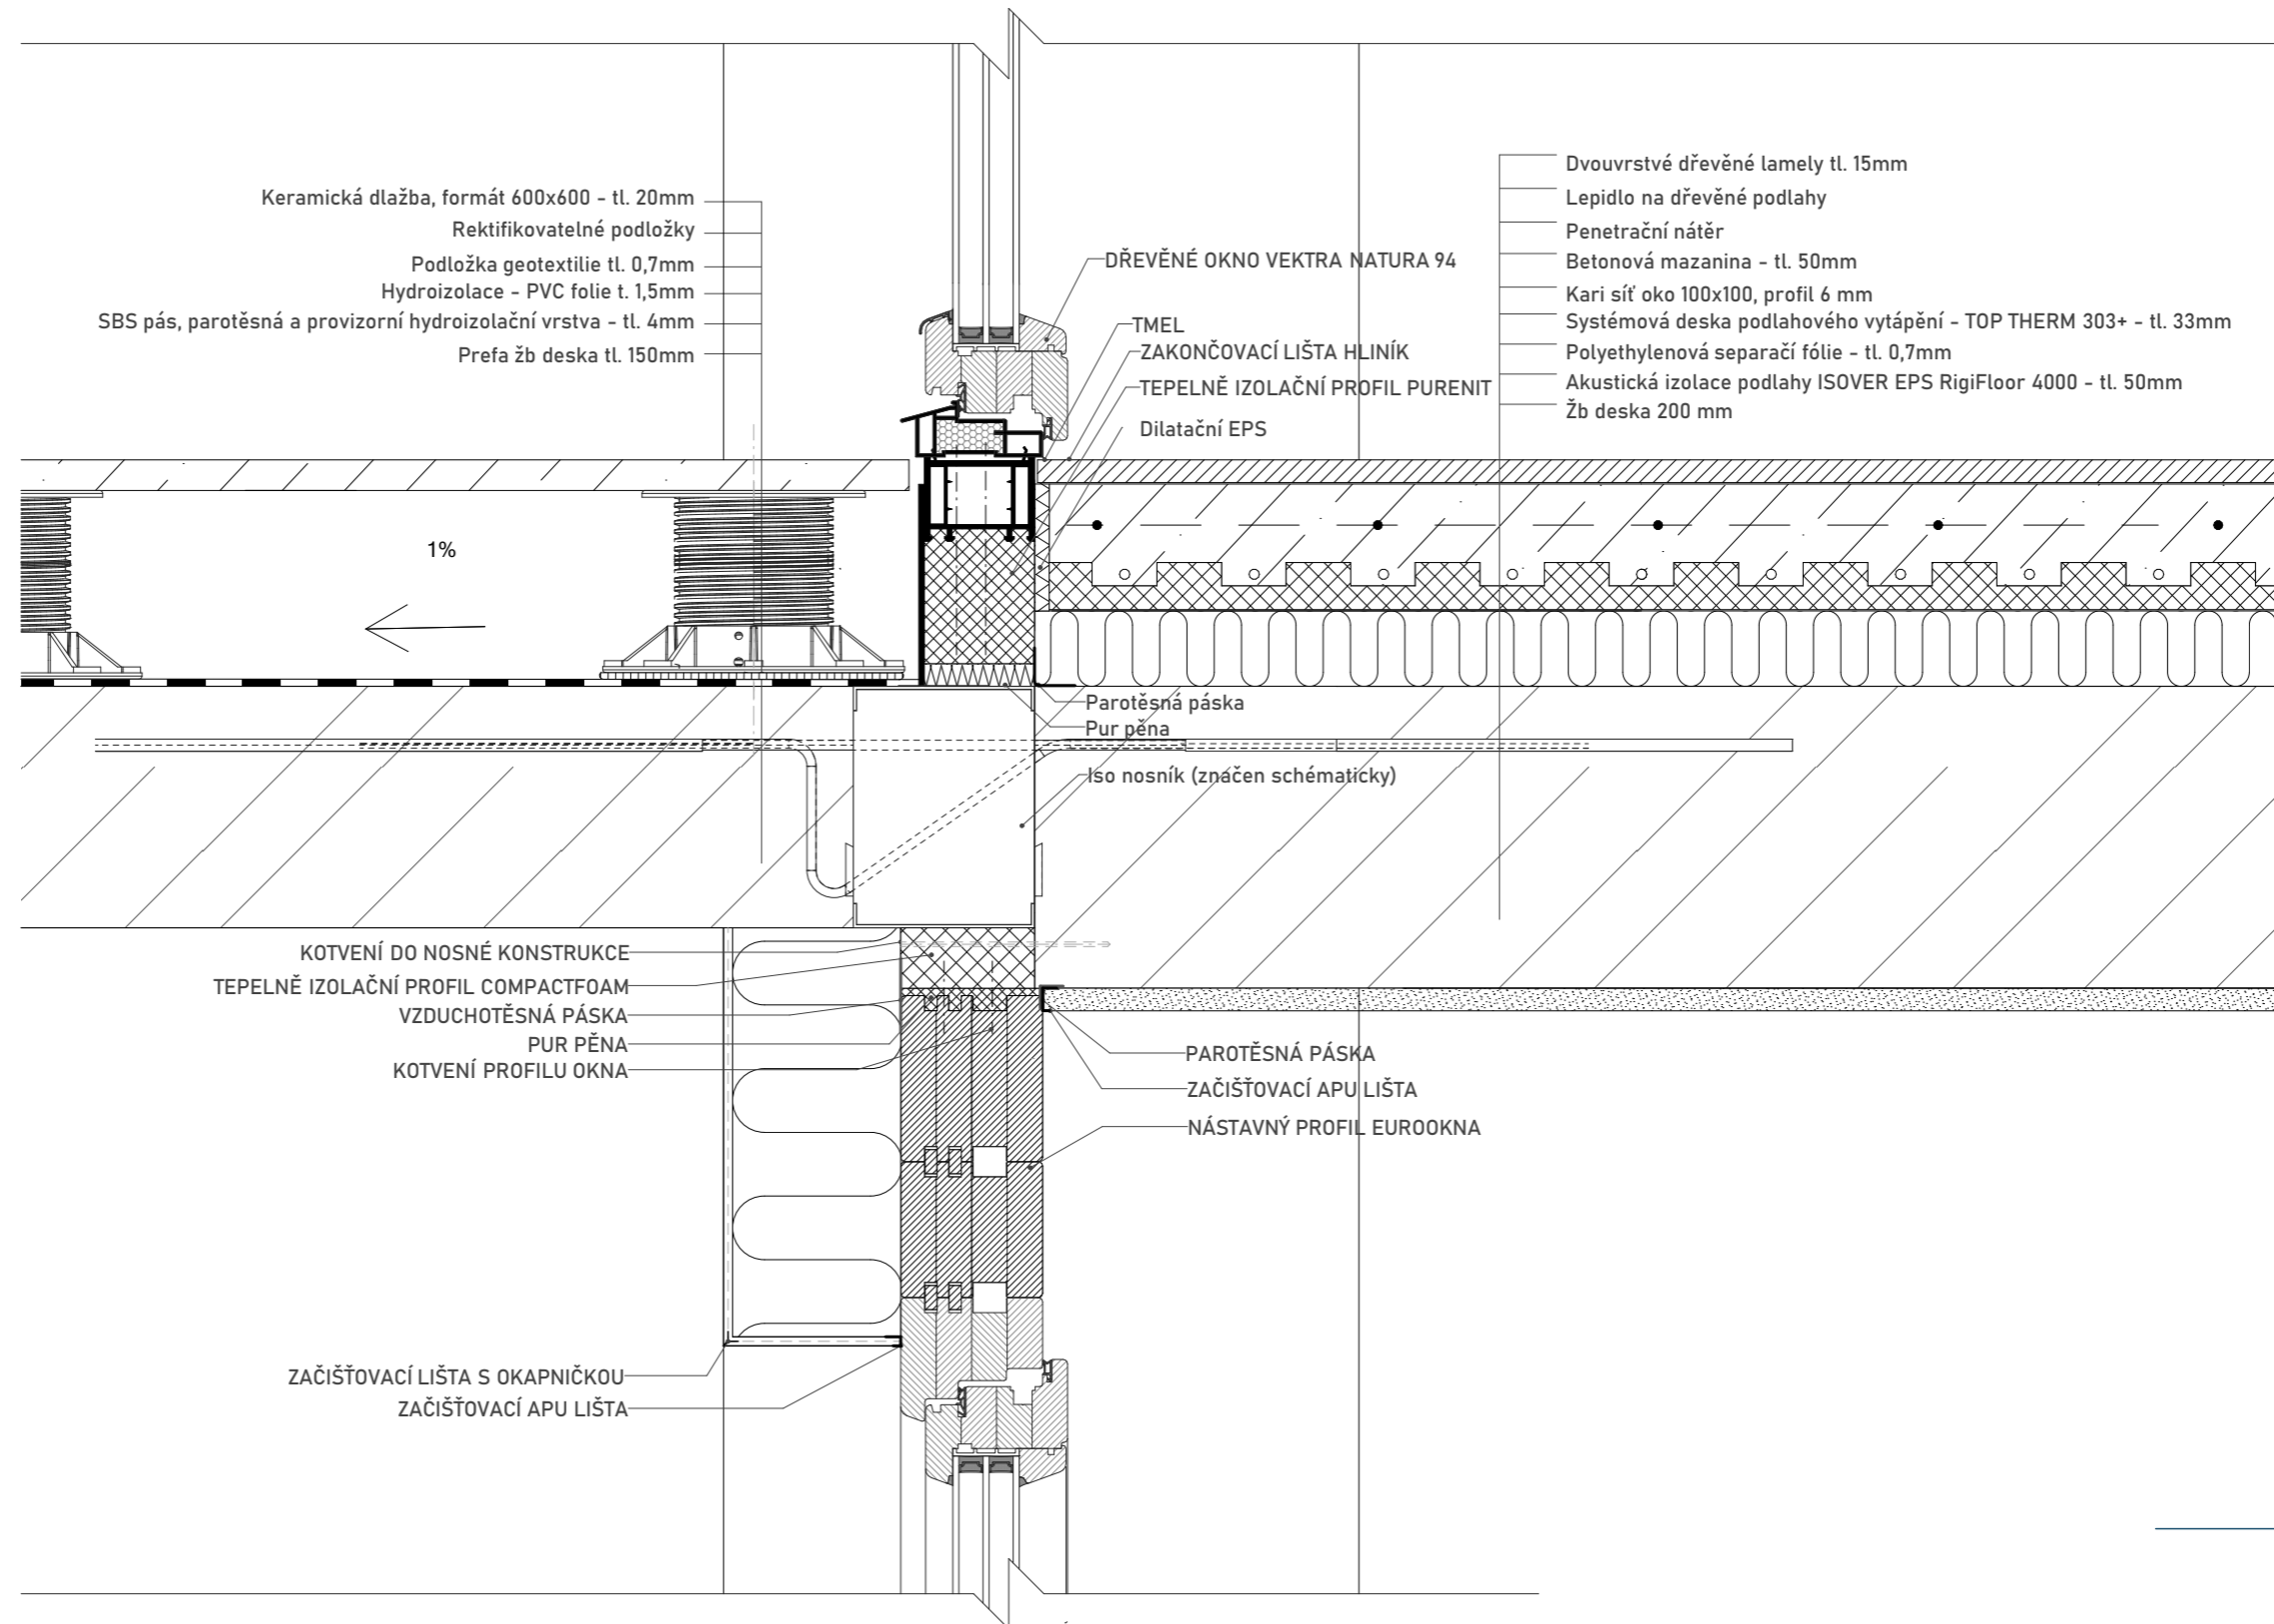 Keramická dlažba, formát 600x600 - tl. 20mm
Rektifikovatelné podložky
Podložka geotextilie tl. 0,7mm
Hydroizolace - PVC folie t. 1,5mm
SBS pás, parotěsná a provizorní hydroizolační vrstva - tl. 4mm
Prefa žb deska tl. 150mm
Dvouvrstvé dřevěné lamely tl. 15mm
Lepidlo na dřevěné podlahy
Penetrační nátěr
Betonová mazanina - tl. 50mm
Kari síť oko 100x100, profil 6 mm
Systémová deska podlahového vytápění - TOP THERM 303+ - tl. 33mm
Polyethylenová separačí fólie - tl. 0,7mm
Akustická izolace podlahy ISOVER EPS RigiFloor 4000 - tl. 50mm
Žb deska 200 mm
DŘEVĚNÉ OKNO VEKTRA NATURA 94
TMEL
ZAKONČOVACÍ LIŠTA HLINÍK
TEPELNĚ IZOLAČNÍ PROFIL PURENIT
Dilatační EPS
1%
Parotěsná páska
Pur pěna
Iso nosník (značen schématicky)
KOTVENÍ DO NOSNÉ KONSTRUKCE
TEPELNĚ IZOLAČNÍ PROFIL COMPACTFOAM
VZDUCHOTĚSNÁ PÁSKA
PUR PĚNA
KOTVENÍ PROFILU OKNA
PAROTĚSNÁ PÁSKA
ZAČIŠŤOVACÍ APU LIŠTA
NÁSTAVNÝ PROFIL EUROOKNA
ZAČIŠŤOVACÍ LIŠTA S OKAPNIČKOU
ZAČIŠŤOVACÍ APU LIŠTA